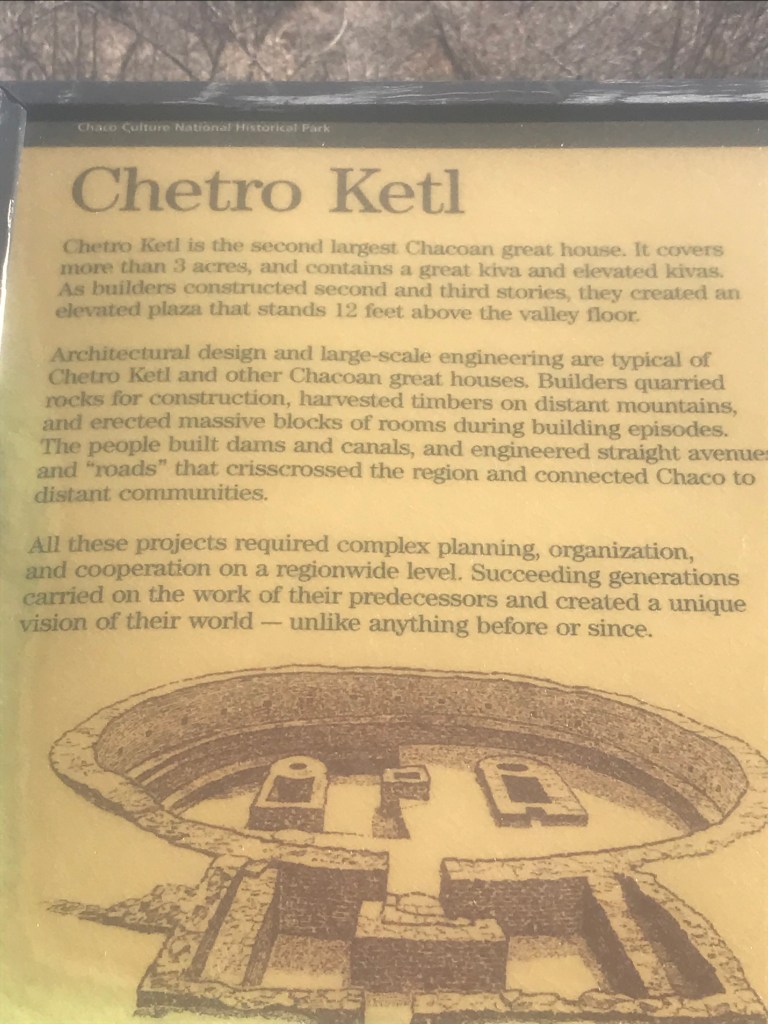 Chaco Culture National Historical Park
Chetro Ketl
Chetro Ketl is the second largest Chacoan great house. It covers
more than 3 acres, and contains a great kiva and elevated kivas.
As builders constructed second and third stories, they created an
elevated plaza that stands 12 feet above the valley floor.
Architectural design and large-scale engineering are typical of
Chetro Ketl and other Chacoan great houses. Builders quarried
rocks for construction, harvested timbers on distant mountains,
and erected massive blocks of rooms during building episodes.
The people built dams and canals, and engineered straight avenues
and “roads” that crisscrossed the region and connected Chaco to
distant communities.
All these projects required complex planning, organization,
and cooperation on a regionwide level. Succeeding generations
carried on the work of their predecessors and created a unique
vision of their world — unlike anything before or since.